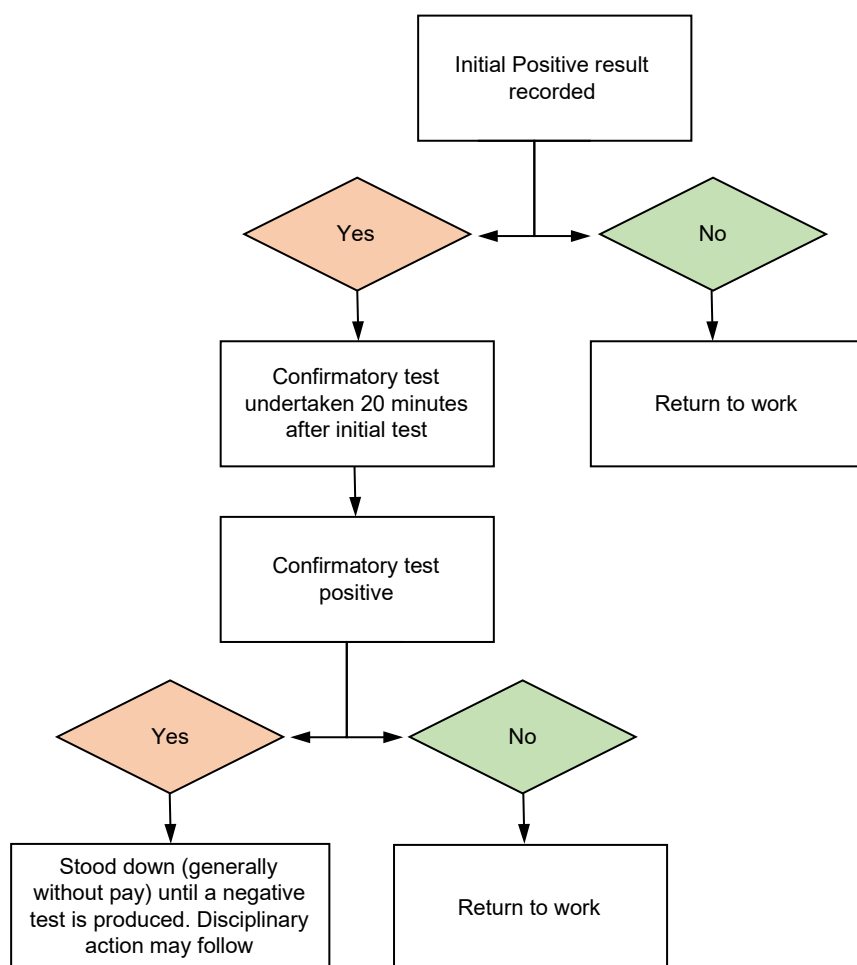 Initial Positive result
recorded
Yes
No
Confirmatory test
undertaken 20 minutes
after initial test
Return to work
Confirmatory test
positive
Yes
No
Stood down (generally
without pay) until a negative
test is produced. Disciplinary
action may follow
Return to work